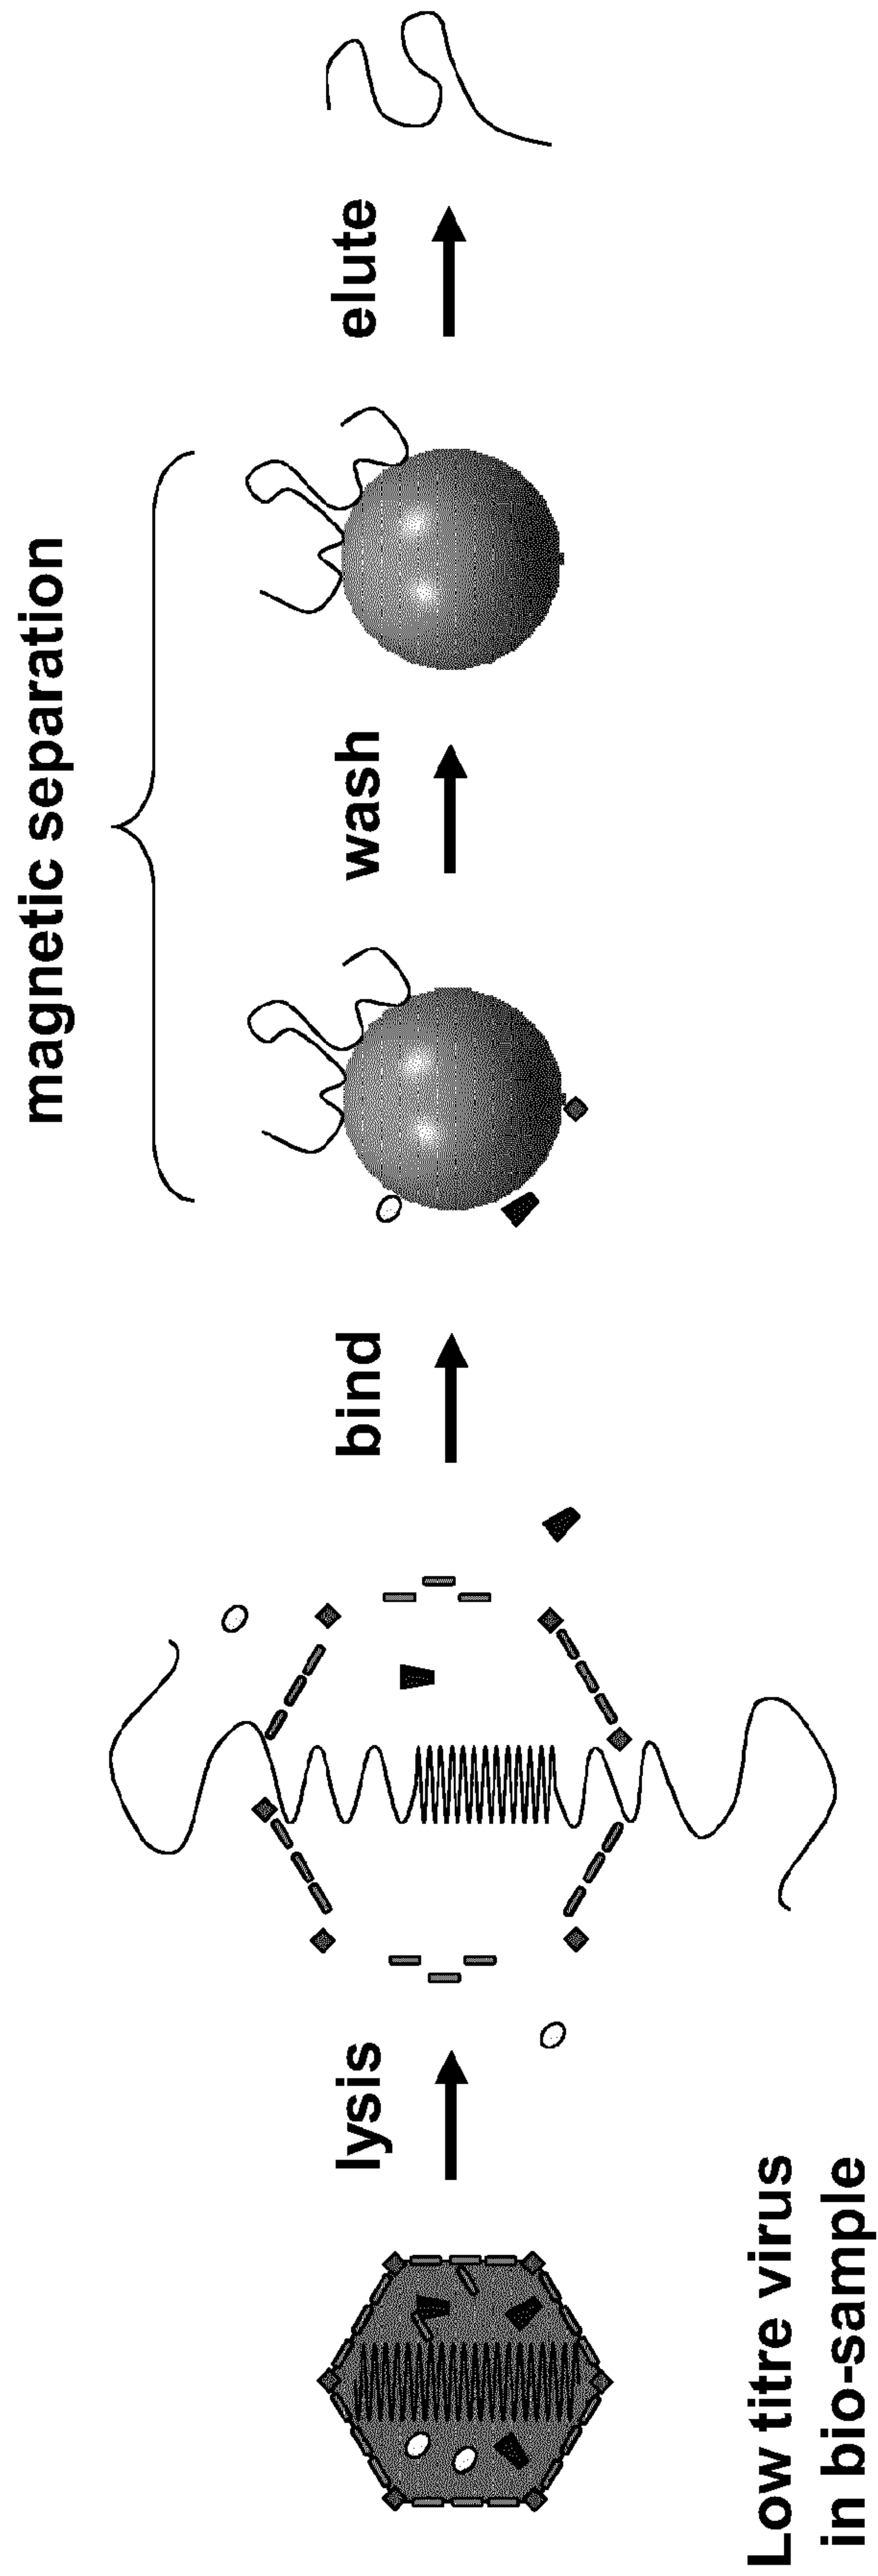 magnetic separation
lysis
bind
wash
elute
Low titre virus
in bio-sample